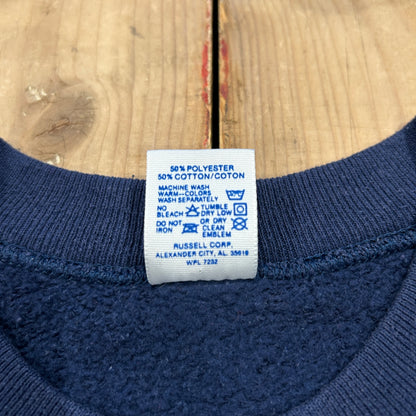 50% POLYESTER
50% COTTON/COTON
MACHINE WASH
WARM-COLORS
WASH SEPARATELY
NO BLEACH TUMBLE DRY LOW
DO NOT IRON OR DRY CLEAN EMBLEM
RUSSELL CORP.
ALEXANDER CITY, AL. 35010
WPL 7232